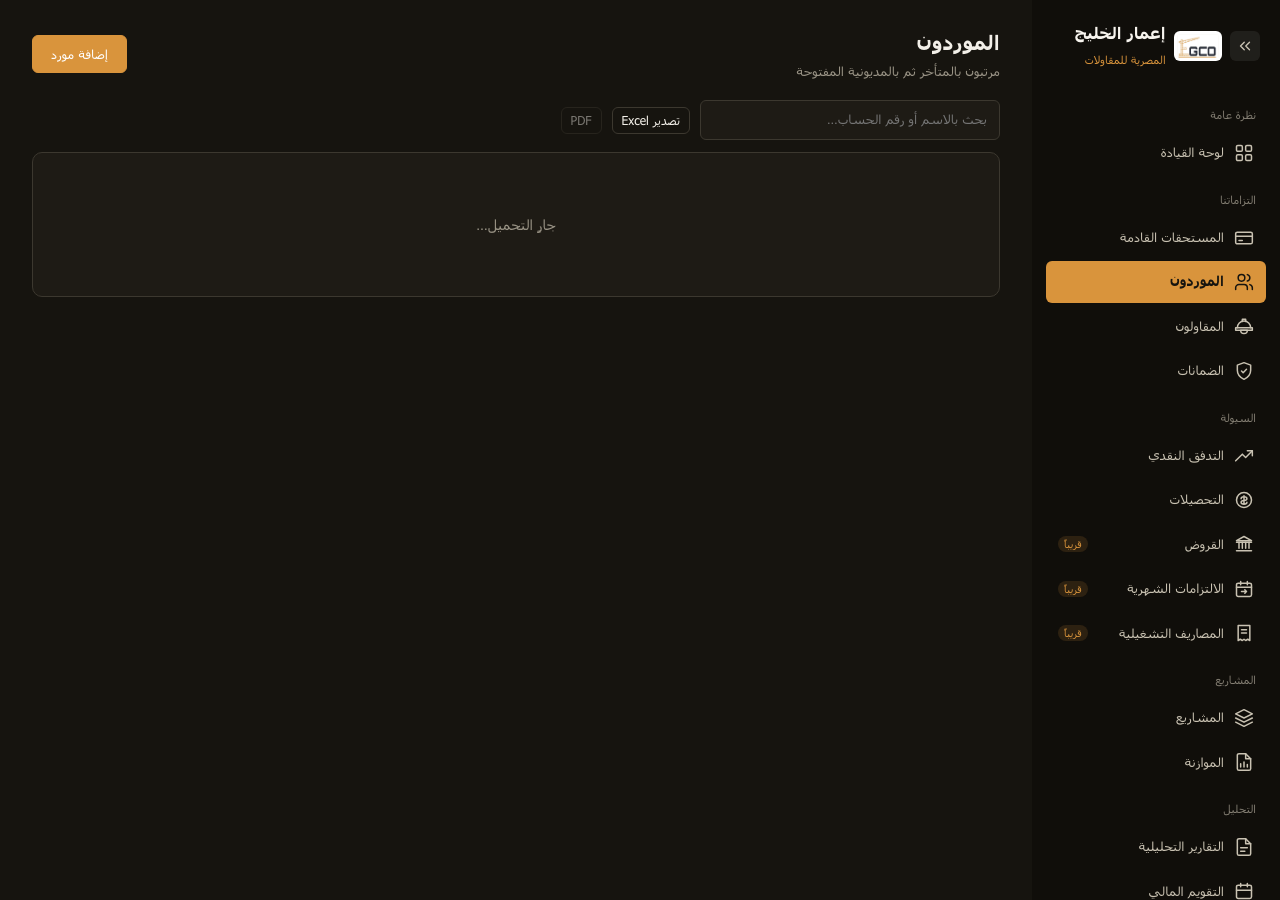 إعمار الخليج
المصرية للمقاولات
GCO
نظرة عامة
لوحة القيادة
التزاماتنا
المستحقات القادمة
الموردون
المقاولون
الضمانات
السيولة
التدفق النقدي
التحصيلات
القروض
قريباً
الالتزامات الشهرية
قريباً
المصاريف التشغيلية
قريباً
المشاريع
المشاريع
الموازنة
التحليل
التقارير التحليلية
التقويم المالي
الموردون
مرتبون بالمتأخر ثم بالمديونية المفتوحة
إضافة مورد
بحث بالاسم أو رقم الحساب...
تصدير Excel
PDF
جار التحميل...